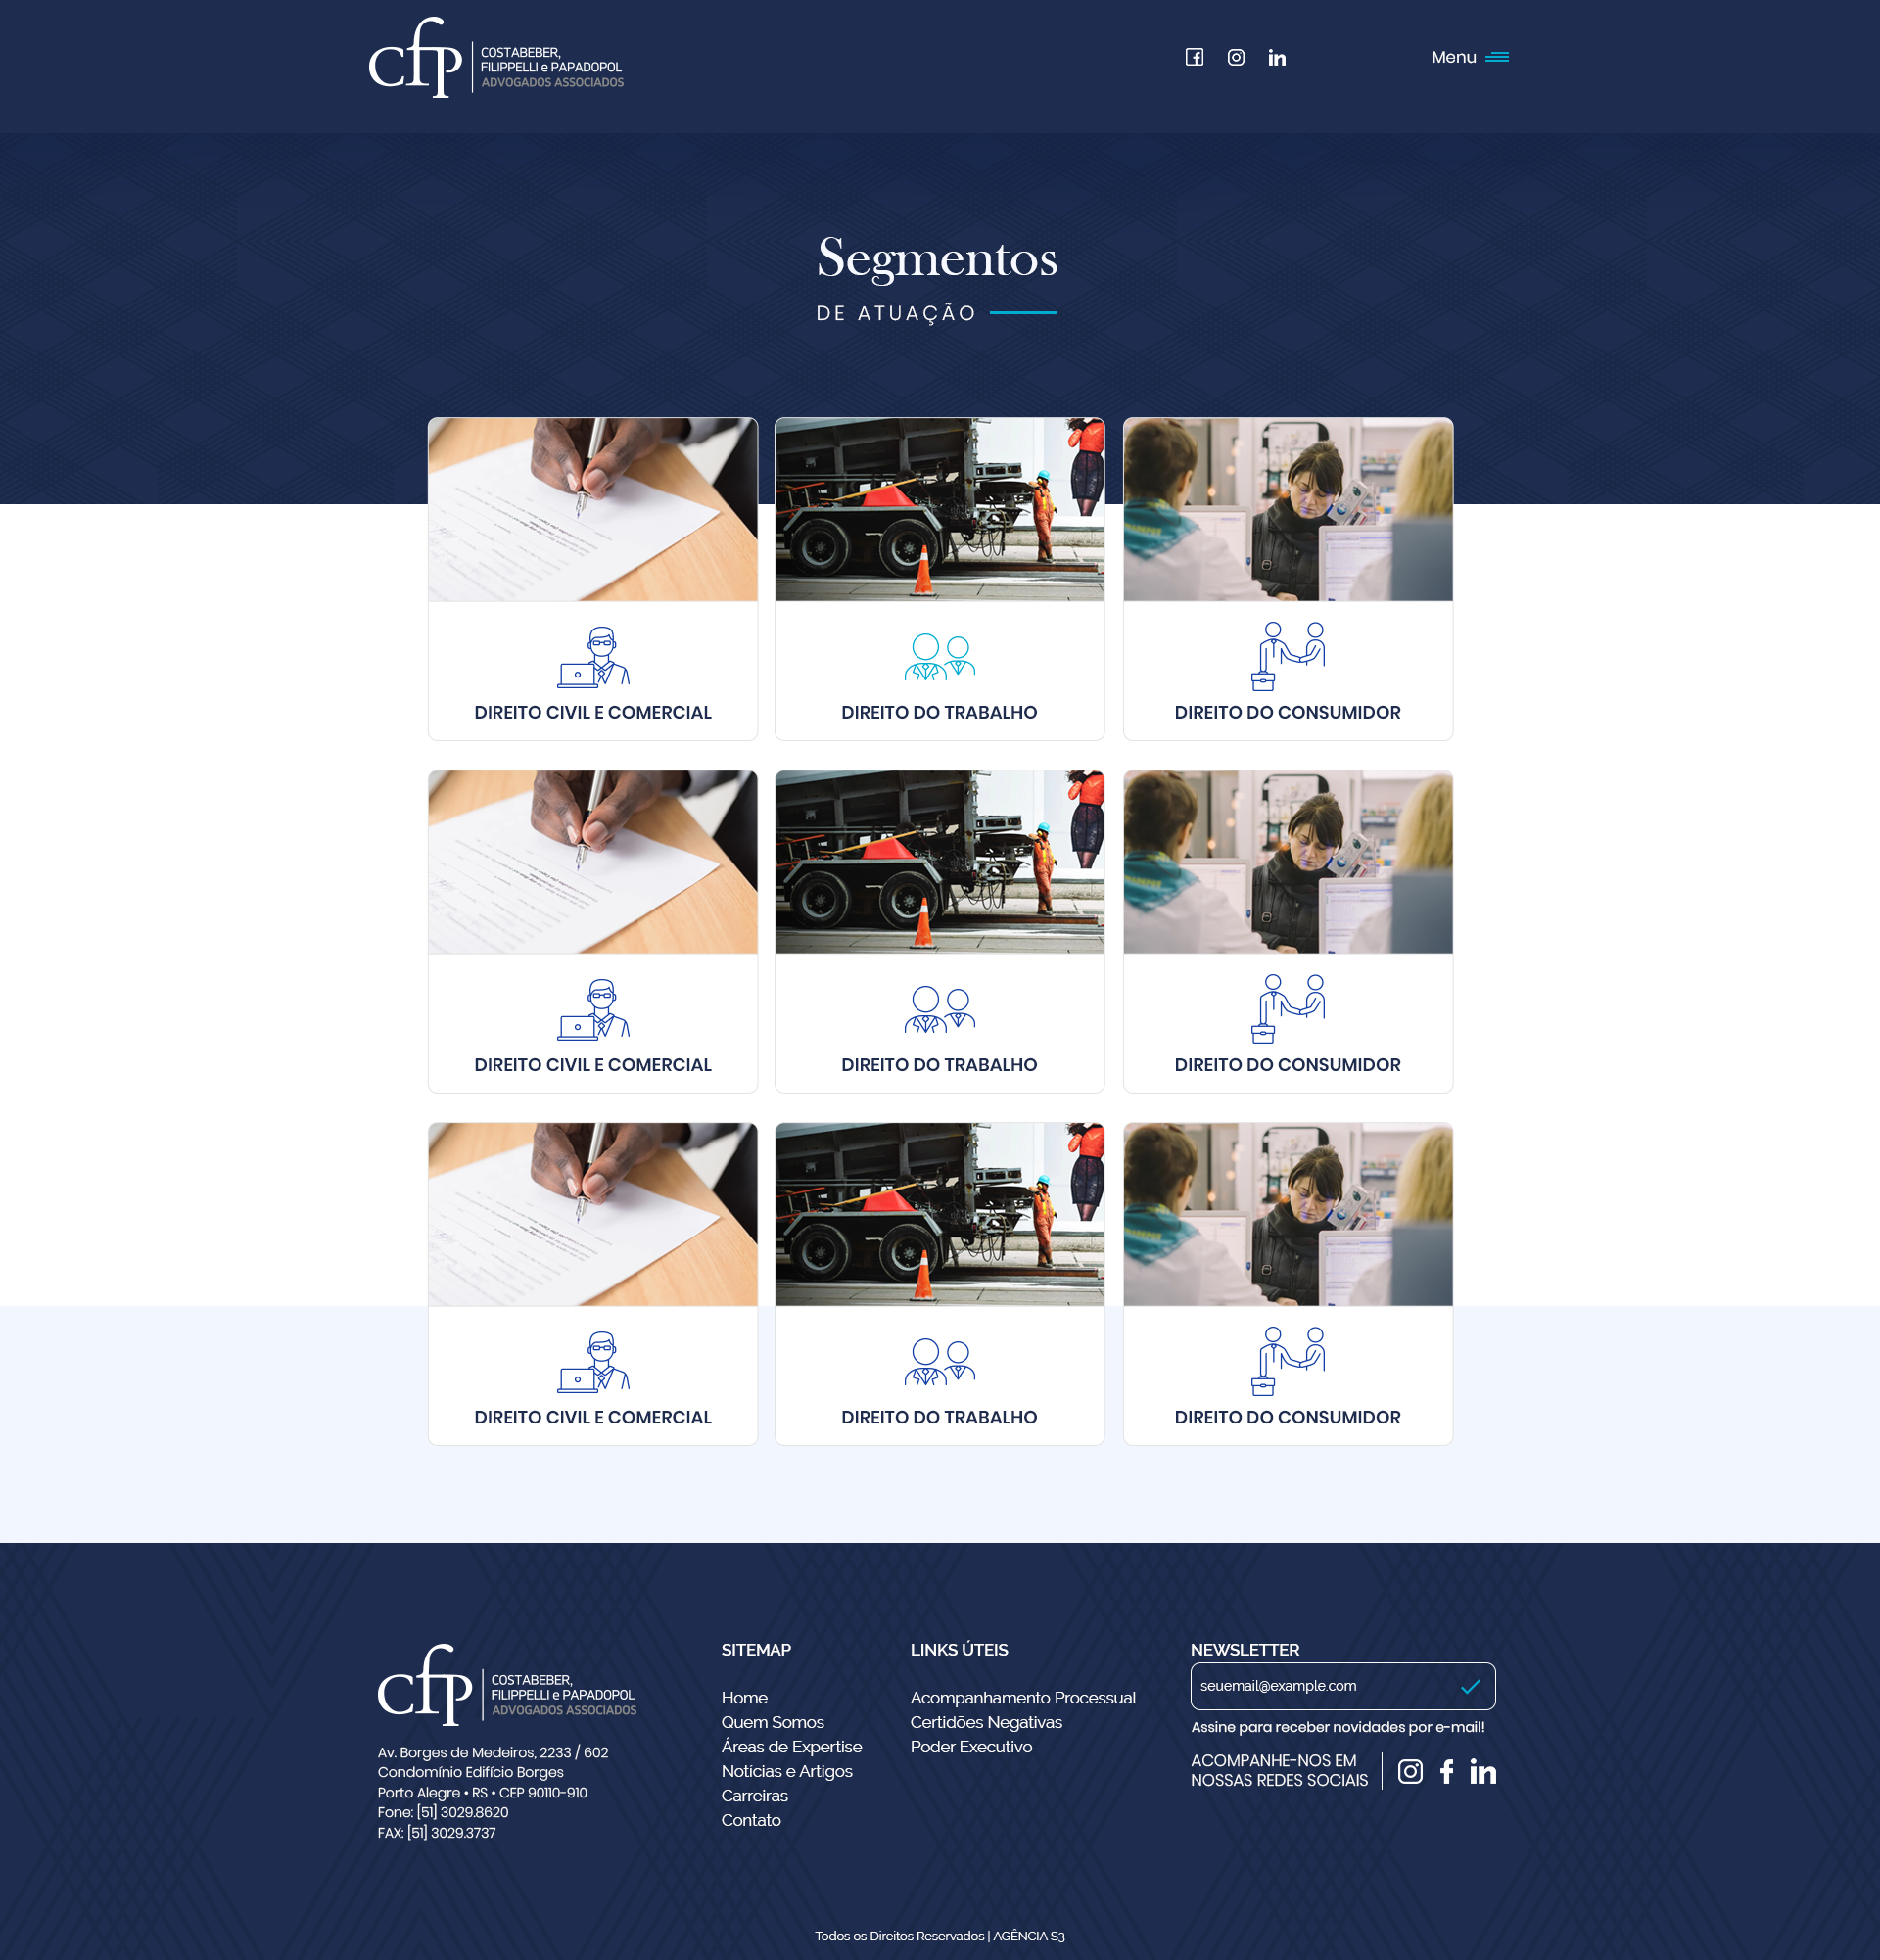 cfp
COSTABEBER,
FILIPPELLI e PAPADOPOL
ADVOGADOS ASSOCIADOS
Menu
Segmentos
DE ATUAÇÃO
DIREITO CIVIL E COMERCIAL
DIREITO DO TRABALHO
DIREITO DO CONSUMIDOR
DIREITO CIVIL E COMERCIAL
DIREITO DO TRABALHO
DIREITO DO CONSUMIDOR
DIREITO CIVIL E COMERCIAL
DIREITO DO TRABALHO
DIREITO DO CONSUMIDOR
cfp
COSTABEBER,
FILIPPELLI e PAPADOPOL
ADVOGADOS ASSOCIADOS
Av. Borges de Medeiros, 2233 / 602
Condomínio Edifício Borges
Porto Alegre • RS • CEP 90110-910
Fone: [51] 3029.8620
FAX: [51] 3029.3737
SITEMAP
Home
Quem Somos
Áreas de Expertise
Notícias e Artigos
Carreiras
Contato
LINKS ÚTEIS
Acompanhamento Processual
Certidões Negativas
Poder Executivo
NEWSLETTER
seuemail@example.com
Assine para receber novidades por e-mail!
ACOMPANHE-NOS EM
NOSSAS REDES SOCIAIS
Todos os Direitos Reservados | AGÊNCIA S3